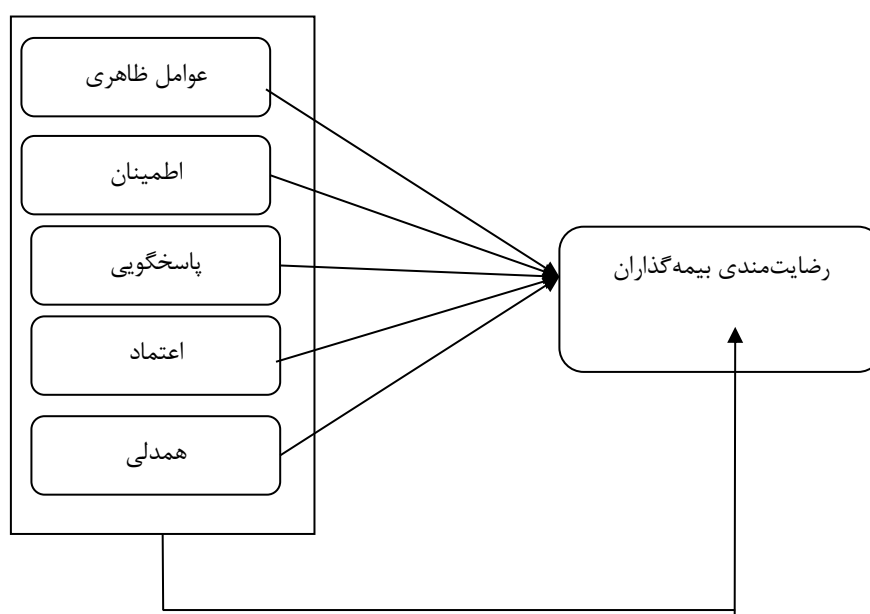 عوامل ظاهری
اطمینان
پاسخگویی
اعتماد
همدلی
رضایت‌مندی بیمه‌گذاران